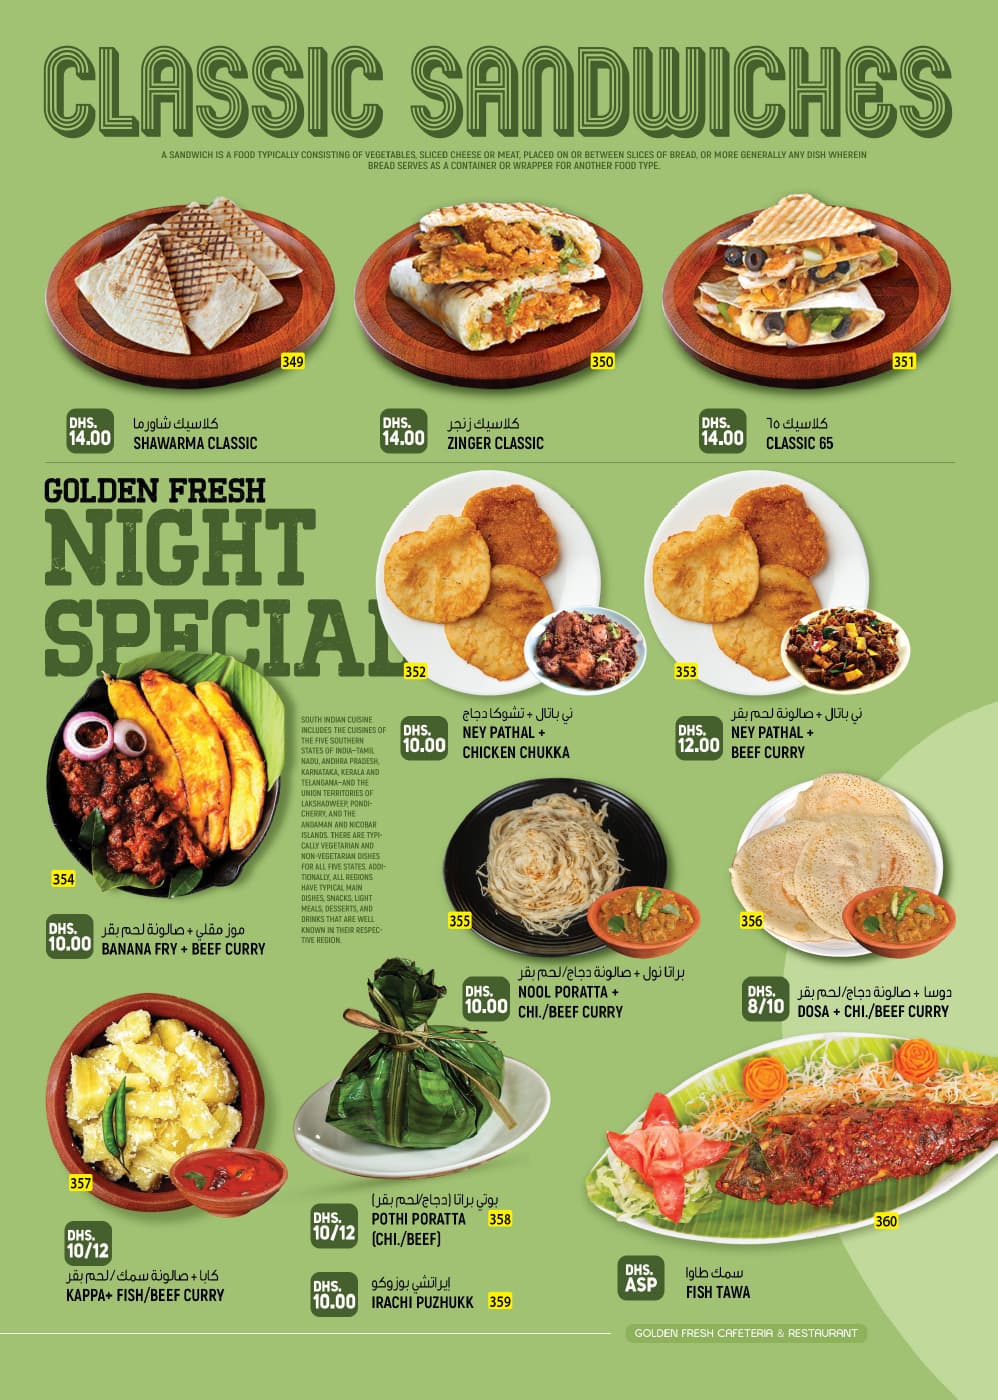 CLASSIC SANDWICHES
A SANDWICH IS A FOOD TYPICALLY CONSISTING OF VEGETABLES, SLICED CHEESE OR MEAT, PLACED ON OR BETWEEN SLICES OF BREAD, OR MORE GENERALLY ANY DISH WHEREIN
BREAD SERVES AS A CONTAINER OR WRAPPER FOR ANOTHER FOOD TYPE.
349
350
351
DHS.
14.00
كلاسيك شاورما
SHAWARMA CLASSIC
DHS.
14.00
كلاسيك زنجر
ZINGER CLASSIC
DHS.
14.00
كلاسيك ٦٥
CLASSIC 65
GOLDEN FRESH
NIGHT
SPECIAL
352
DHS.
10.00
ني باتال + تشوكا دجاج
NEY PATHAL +
CHICKEN CHUKKA
353
DHS.
12.00
ني باتال + صالونة لحم بقر
NEY PATHAL +
BEEF CURRY
SOUTH INDIAN CUISINE
INCLUDES THE CUISINES OF
THE FIVE SOUTHERN
STATES OF INDIA—TAMIL
NADU, ANDHRA PRADESH,
KARNATAKA, KERALA AND
TELANGANA—AND THE
UNION TERRITORIES OF
LAKSHADWEEP, PONDI-
CHERRY, AND THE
ANDAMAN AND NICOBAR
ISLANDS. THERE ARE TYPI-
CALLY VEGETARIAN AND
NON-VEGETARIAN DISHES
FOR ALL FIVE STATES. ADDI-
TIONALLY, ALL REGIONS
HAVE TYPICAL MAIN
DISHES, SNACKS, LIGHT
MEALS, DESSERTS, AND
DRINKS THAT ARE WELL
KNOWN IN THEIR RESPEC-
TIVE REGION.
354
DHS.
10.00
موز مقلي + صالونة لحم بقر
BANANA FRY + BEEF CURRY
355
DHS.
10.00
براتا نول + صالونة دجاج/لحم بقر
NOOL PORATTA +
CHI./BEEF CURRY
356
DHS.
8/10
دوسا + صالونة دجاج/لحم بقر
DOSA + CHI./BEEF CURRY
357
DHS.
10/12
كابا + صالونة سمك/لحم بقر
KAPPA+ FISH/BEEF CURRY
DHS.
10/12
بوتي براتا (دجاج/لحم بقر)
POTHI PORATTA 358
(CHI./BEEF)
DHS.
10.00
إيراتشي بوزوكو
IRACHI PUZHUKK 359
360
DHS.
ASP
سمك طاوا
FISH TAWA
GOLDEN FRESH CAFETERIA & RESTAURANT